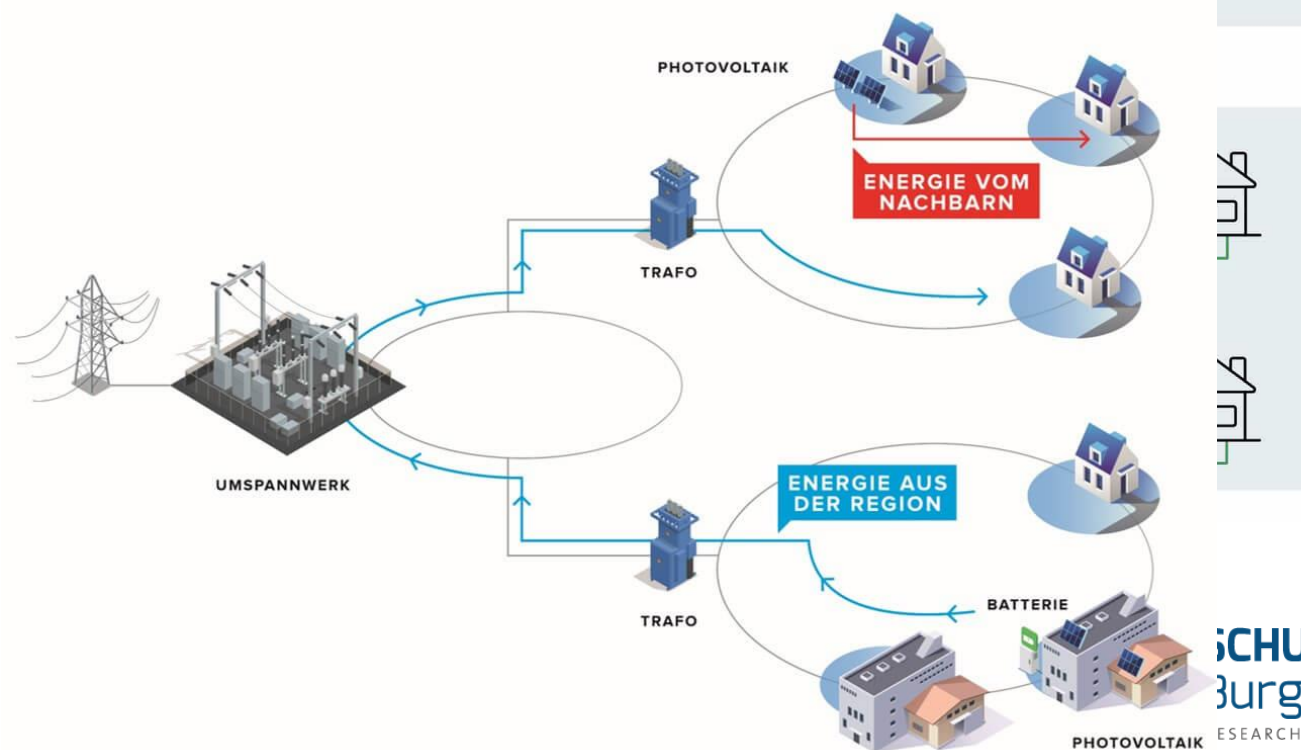 PHOTOVOLTAIK
ENERGIE VOM
NACHBARN
TRAFO
UMSPANNWERK
ENERGIE AUS
DER REGION
BATTERIE
TRAFO
PHOTOVOLTAIK